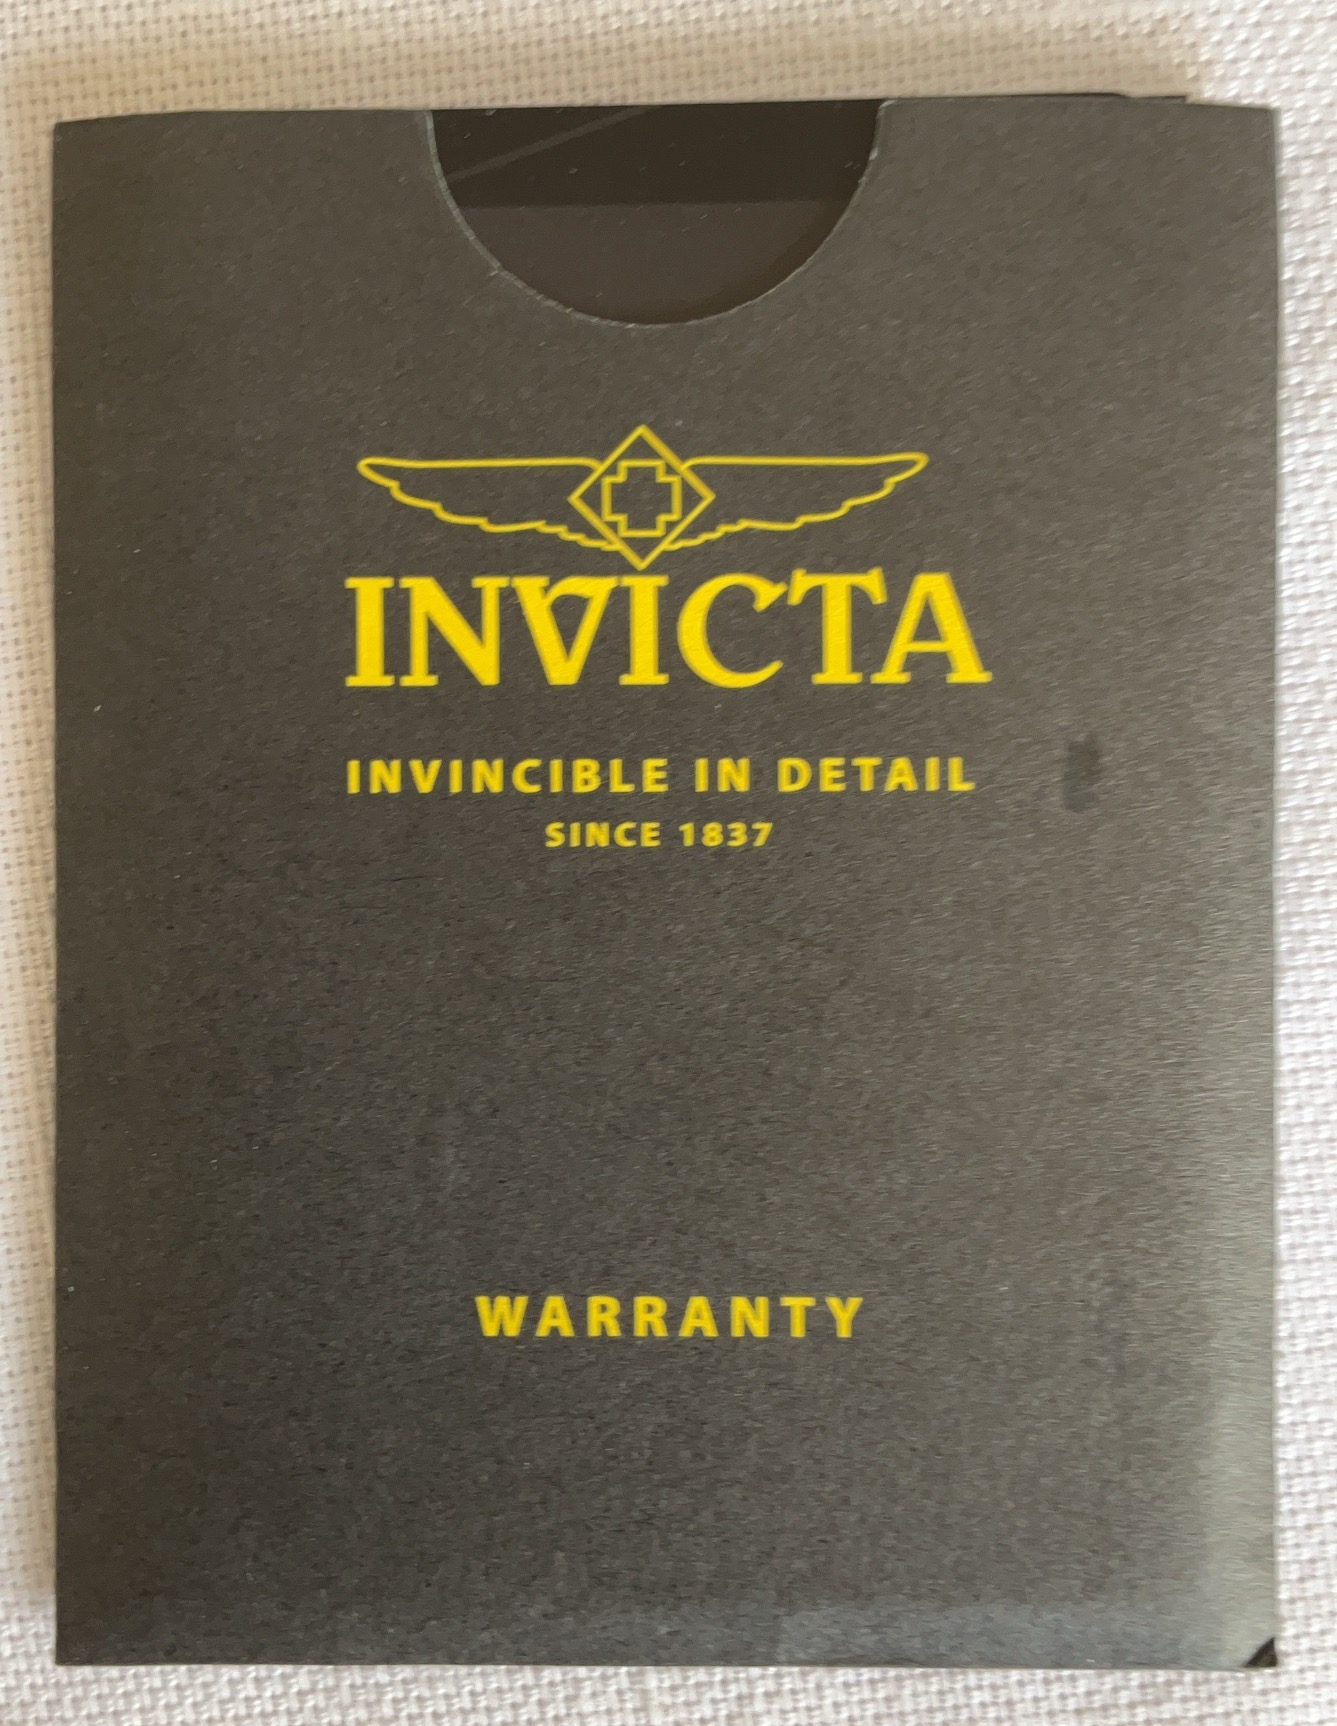 INVICTA
INVINCIBLE IN DETAIL
SINCE 1837
WARRANTY